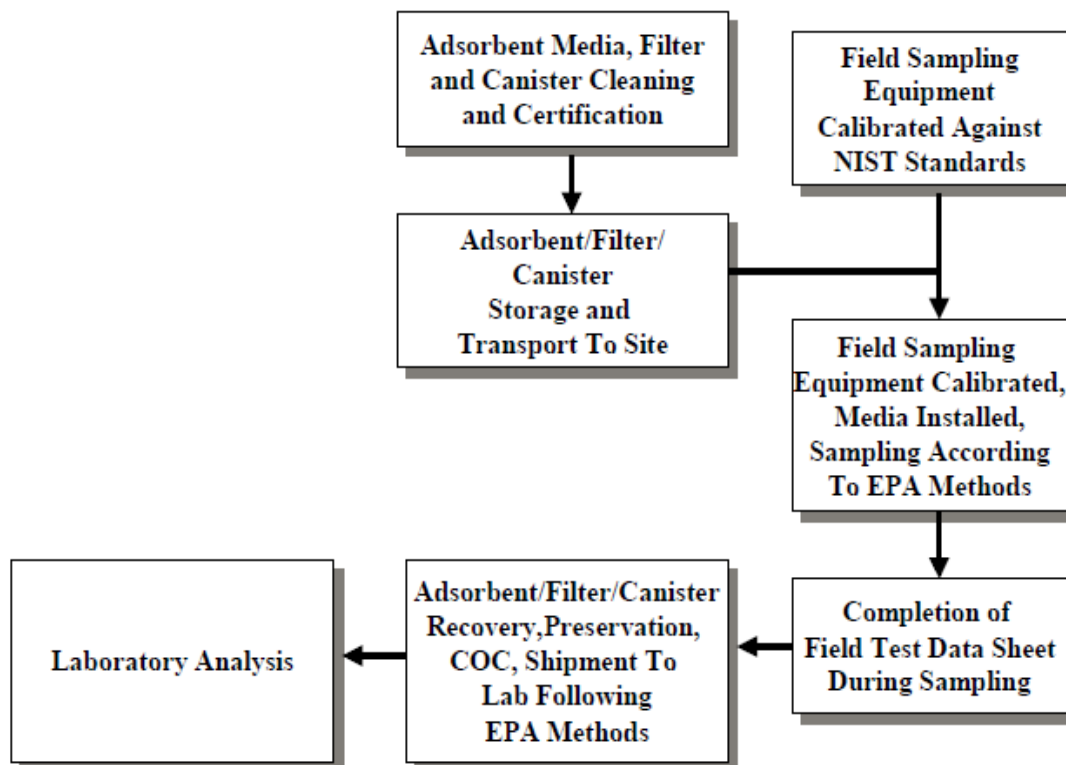 Adsorbent Media, Filter
and Canister Cleaning
and Certification
Field Sampling
Equipment
Calibrated Against
NIST Standards
Adsorbent/Filter/
Canister
Storage and
Transport To Site
Field Sampling
Equipment Calibrated,
Media Installed,
Sampling According
To EPA Methods
Completion of
Field Test Data Sheet
During Sampling
Adsorbent/Filter/Canister
Recovery,Preservation,
COC, Shipment To
Lab Following
EPA Methods
Laboratory Analysis